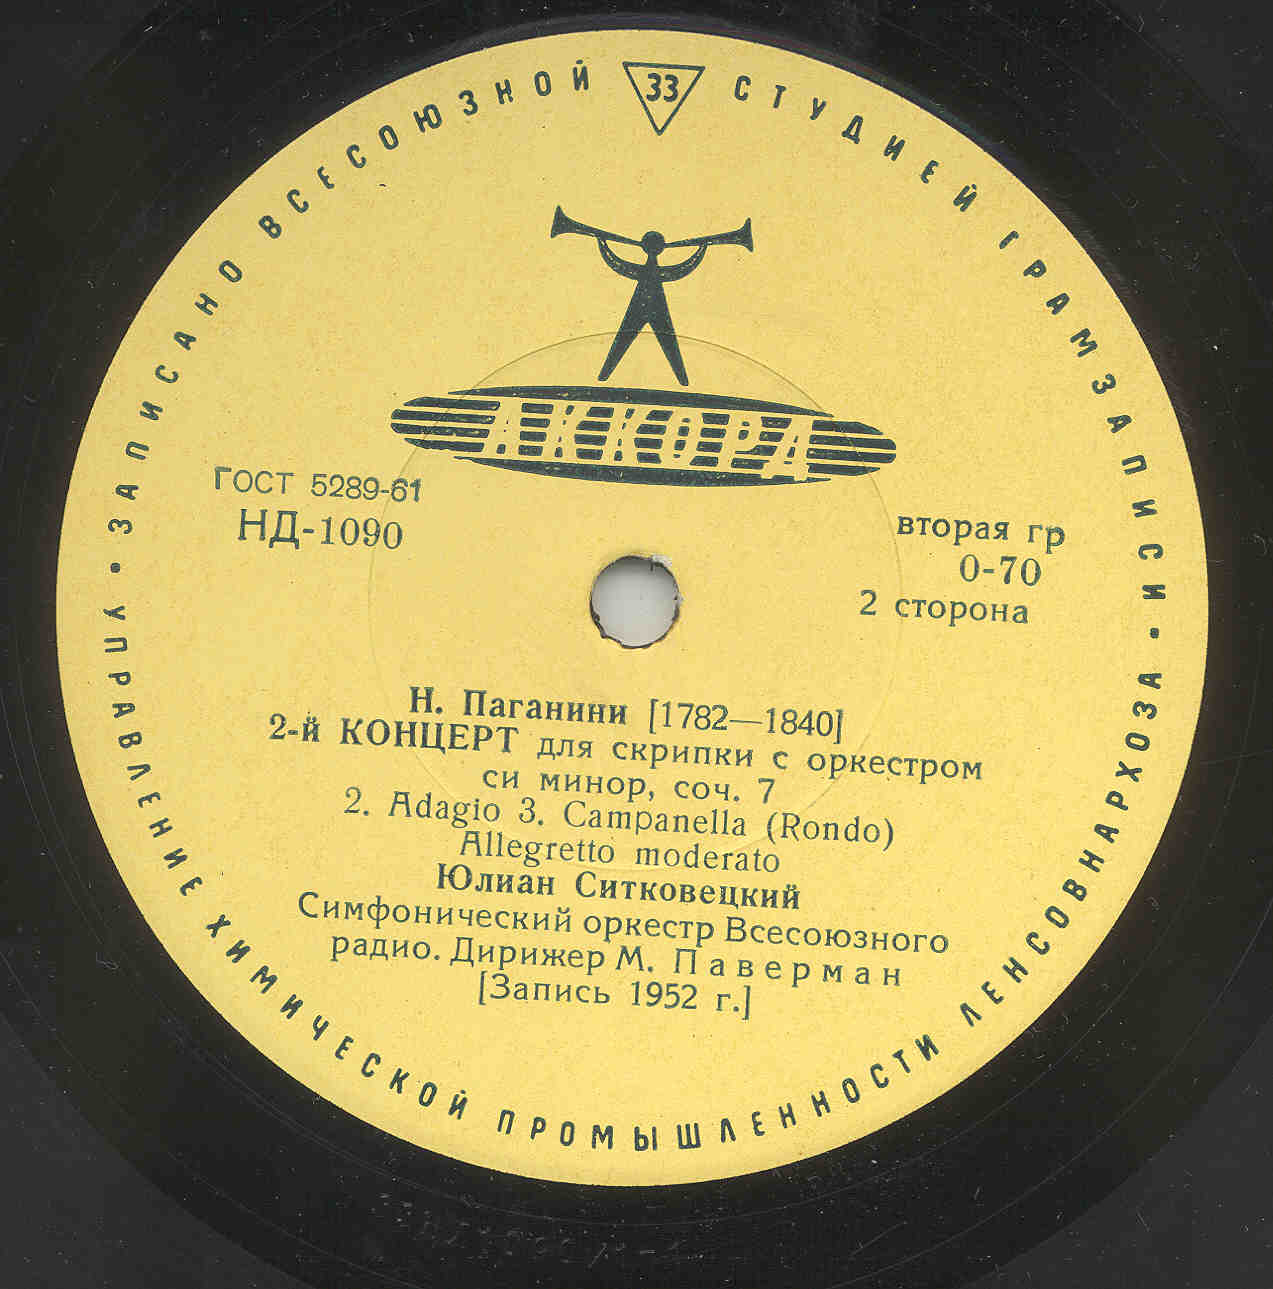 ЗАПИСАНО ВСЕСОЮЗНОЙ СТУДИЕЙ ГРАМЗАПИСИ •
33
АККОРД
ГОСТ 5289-61
НД-1090
вторая гр
0-70
2 сторона
Н. Паганини [1782—1840]
2-й КОНЦЕРТ для скрипки с оркестром
си минор, соч. 7
2. Adagio 3. Campanella (Rondo)
Allegretto moderato
Юлиан Ситковецкий
Симфонический оркестр Всесоюзного
радио. Дирижер М. Паверман
[Запись 1952 г.]
УПРАВЛЕНИЕ ХИМИЧЕСКОЙ ПРОМЫШЛЕННОСТИ ЛЕНСОВНАРХОЗА •